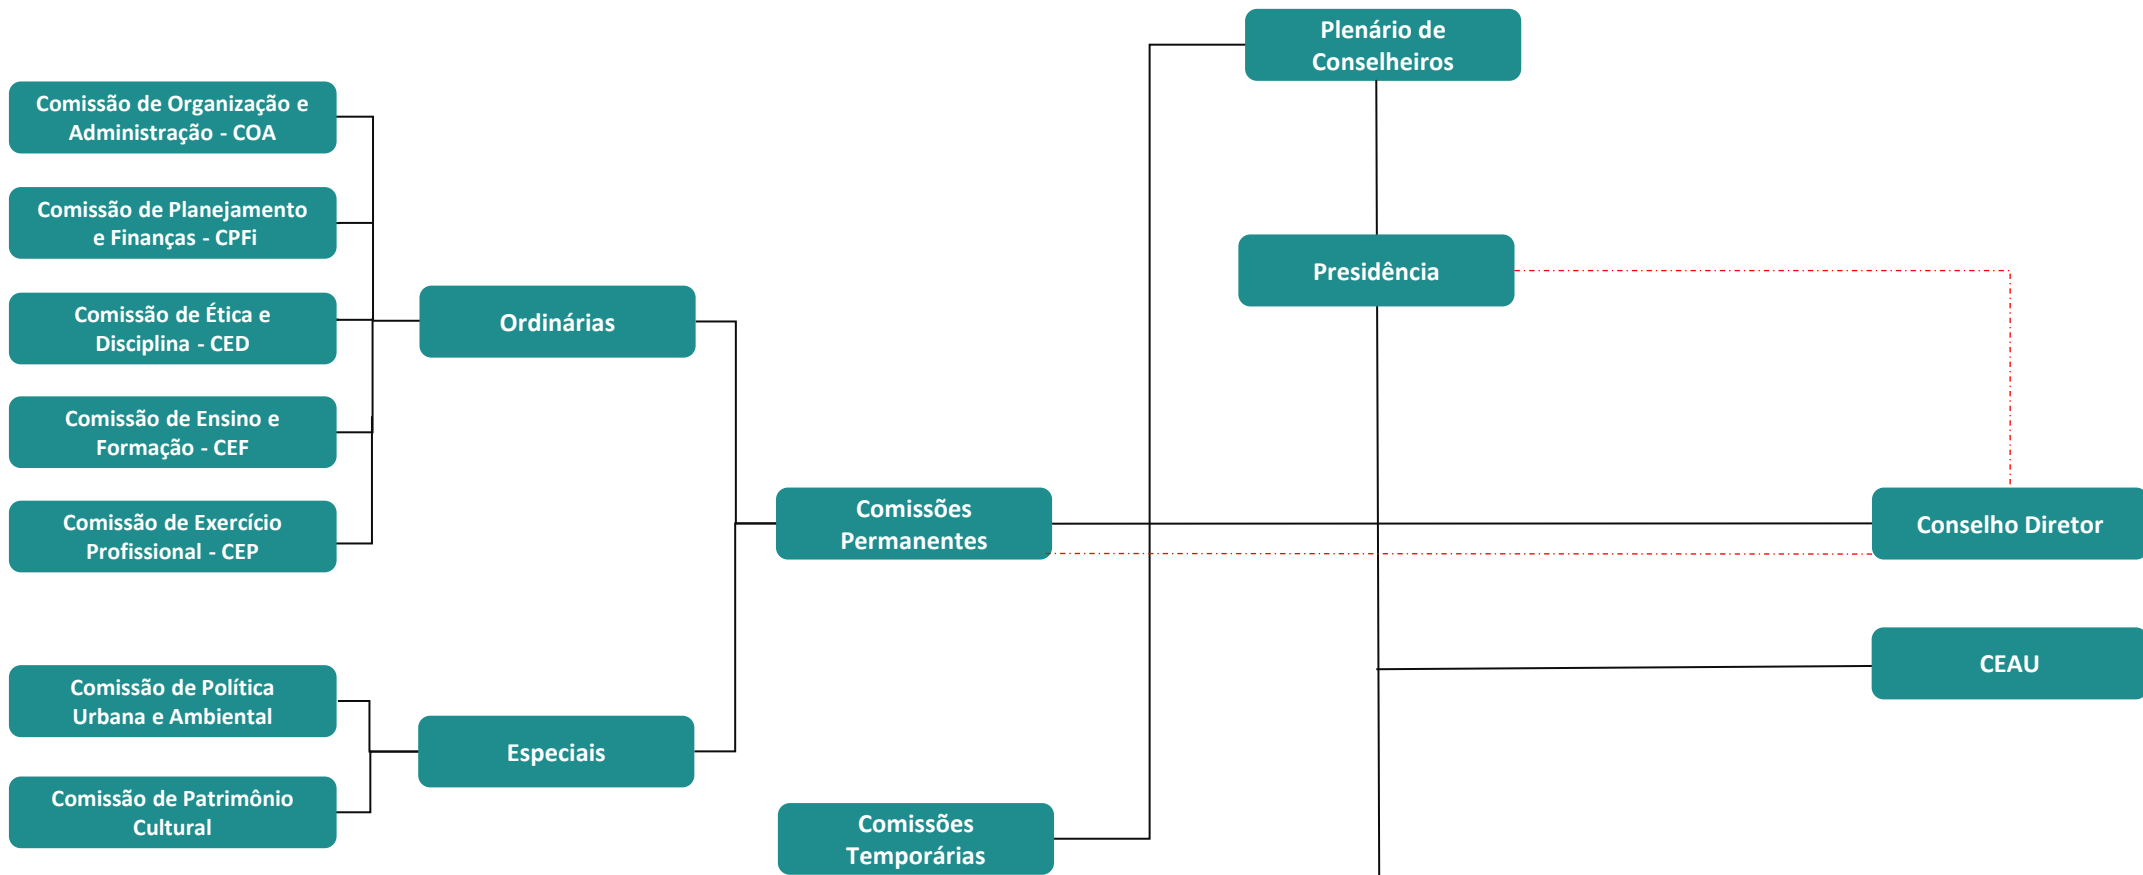 Plenário de
Conselheiros
Comissão de Organização e
Administração - COA
Comissão de Planejamento
e Finanças - CPFi
Presidência
Comissão de Ética e
Disciplina - CED
Ordinárias
Comissão de Ensino e
Formação - CEF
Comissão de Exercício
Profissional - CEP
Comissões
Permanentes
Conselho Diretor
CEAU
Comissão de Política
Urbana e Ambiental
Especiais
Comissão de Patrimônio
Cultural
Comissões
Temporárias